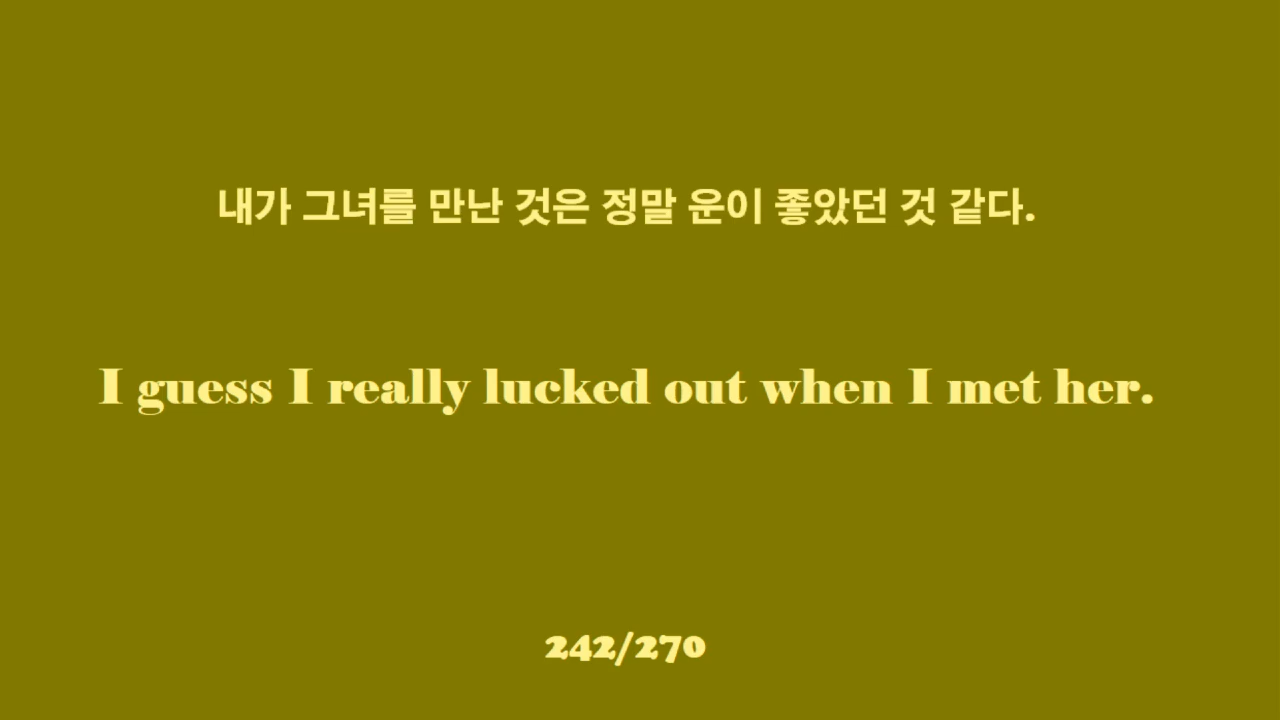 내가 그녀를 만난 것은 정말 운이 좋았던 것 같다.
I guess I really lucked out when I met her.
242/270